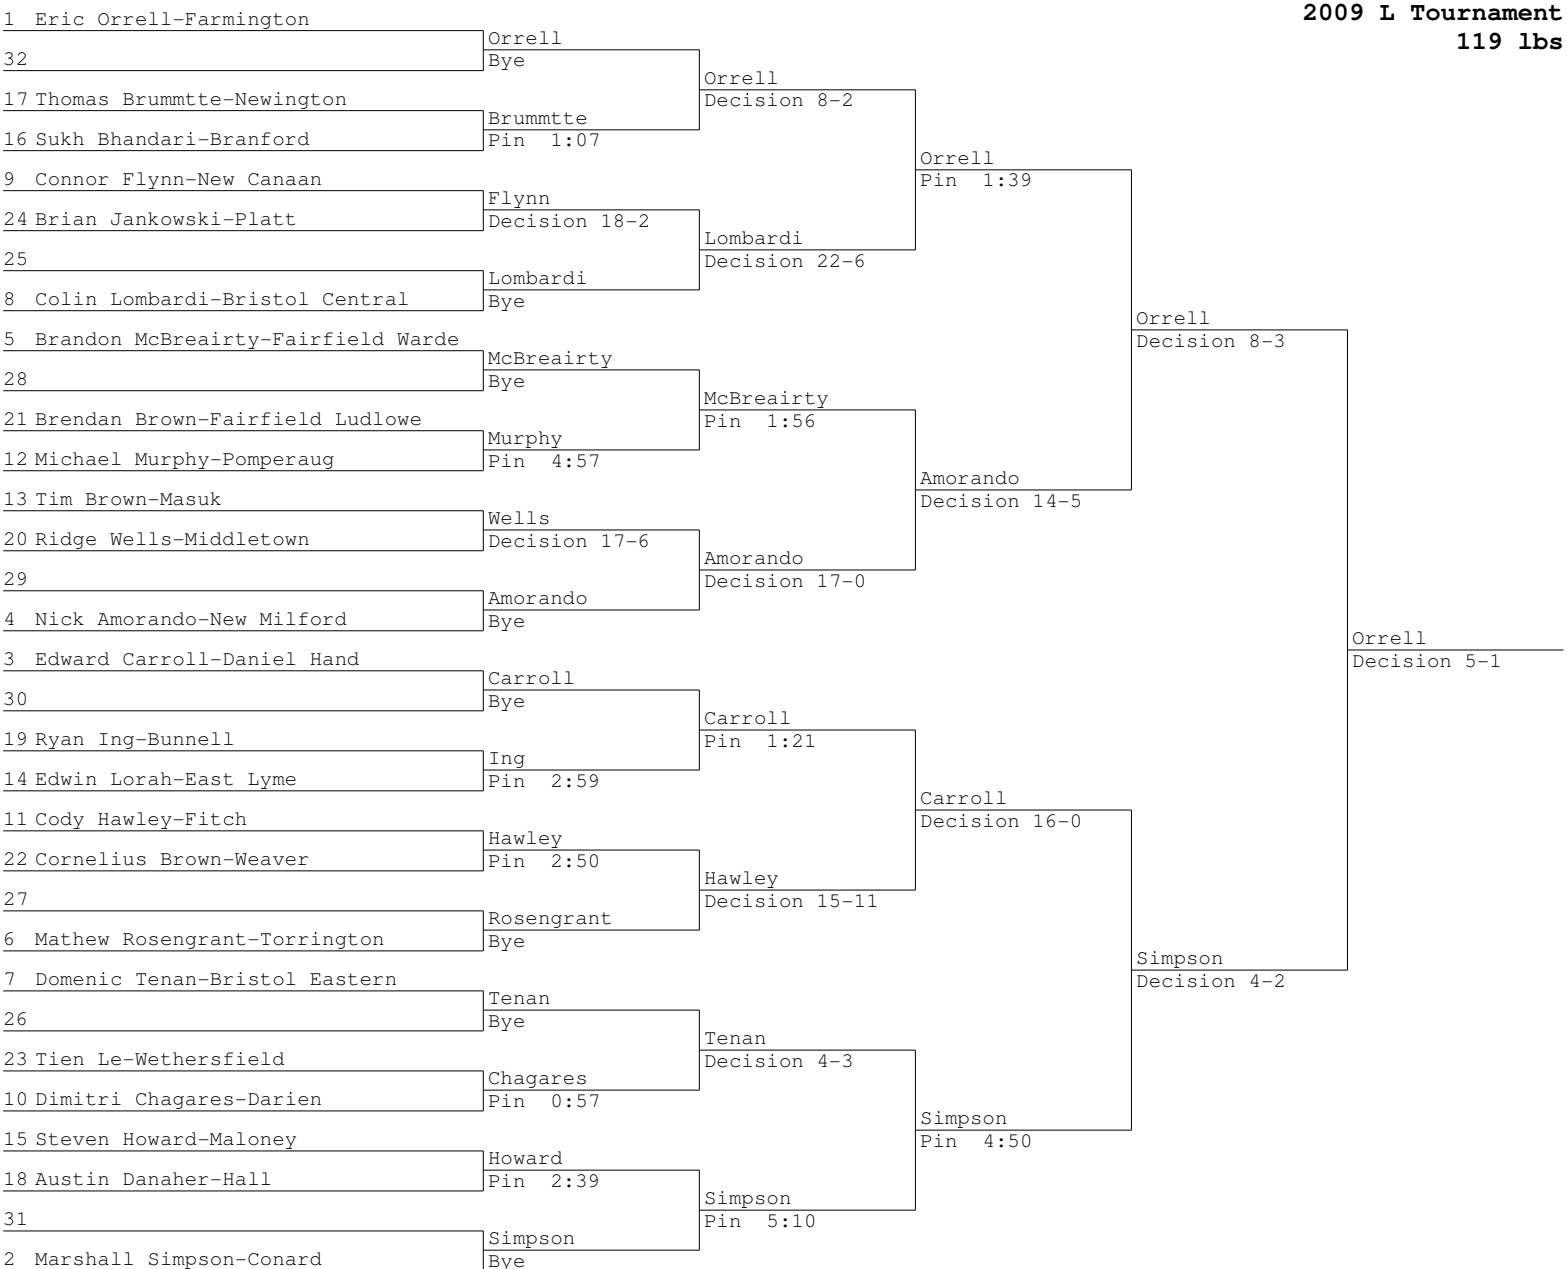 2009 L Tournament
119 lbs
1 Eric Orrell-Farmington
32
17 Thomas Brummtte-Newington
16 Sukh Bhandari-Branford
9 Connor Flynn-New Canaan
24 Brian Jankowski-Platt
25
8 Colin Lombardi-Bristol Central
5 Brandon McBreairty-Fairfield Warde
28
21 Brendan Brown-Fairfield Ludlowe
12 Michael Murphy-Pomperaug
13 Tim Brown-Masuk
20 Ridge Wells-Middletown
29
4 Nick Amorando-New Milford
3 Edward Carroll-Daniel Hand
30
19 Ryan Ing-Bunnell
14 Edwin Lorah-East Lyme
11 Cody Hawley-Fitch
22 Cornelius Brown-Weaver
27
6 Mathew Rosengrant-Torrington
7 Domenic Tenan-Bristol Eastern
26
23 Tien Le-Wethersfield
10 Dimitri Chagares-Darien
15 Steven Howard-Maloney
18 Austin Danaher-Hall
31
2 Marshall Simpson-Conard
Orrell
Bye
Brummtte
Pin 1:07
Flynn
Decision 18-2
Lombardi
Bye
McBreairty
Bye
Murphy
Pin 4:57
Wells
Decision 17-6
Amorando
Bye
Carroll
Bye
Ing
Pin 2:59
Hawley
Pin 2:50
Rosengrant
Bye
Tenan
Bye
Chagares
Pin 0:57
Howard
Pin 2:39
Simpson
Bye
Orrell
Decision 8-2
Lombardi
Decision 22-6
McBreairty
Pin 1:56
Amorando
Decision 17-0
Carroll
Pin 1:21
Hawley
Decision 15-11
Tenan
Decision 4-3
Simpson
Pin 5:10
Orrell
Pin 1:39
Amorando
Decision 14-5
Carroll
Decision 16-0
Simpson
Pin 4:50
Orrell
Decision 8-3
Simpson
Decision 4-2
Orrell
Decision 5-1